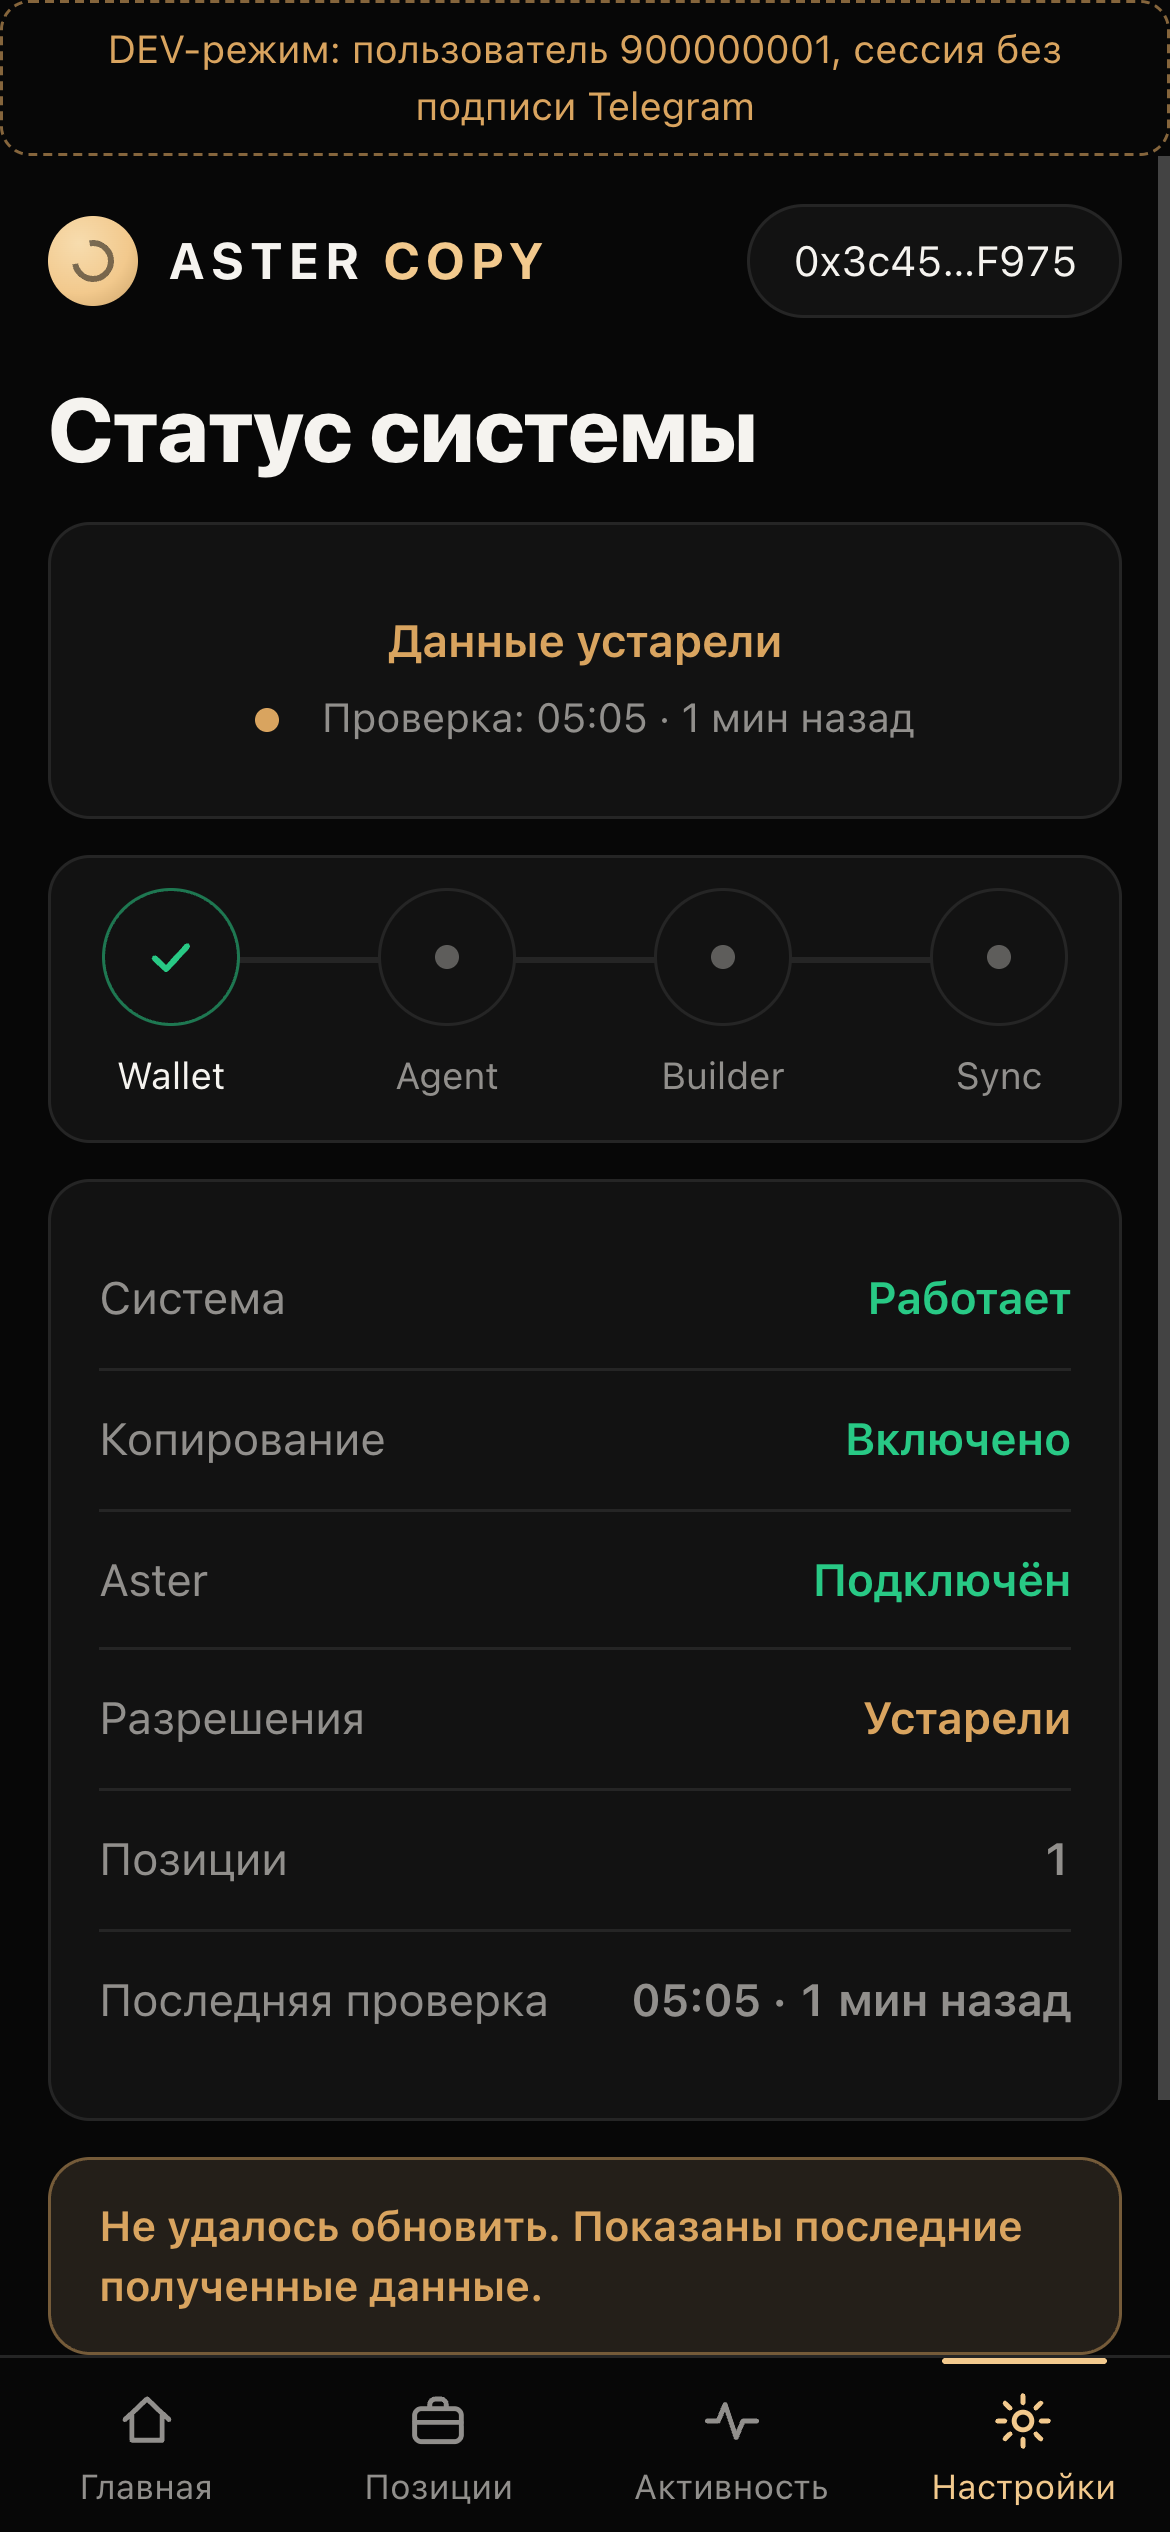 DEV-режим: пользователь 900000001, сессия без
подписи Telegram
ASTER COPY
0x3c45...F975
Статус системы
Данные устарели
Проверка: 05:05 · 1 мин назад
Wallet
Agent
Builder
Sync
Система Работает
Копирование Включено
Aster Подключён
Разрешения Устарели
Позиции 1
Последняя проверка 05:05 · 1 мин назад
Не удалось обновить. Показаны последние
полученные данные.
Главная
Позиции
Активность
Настройки